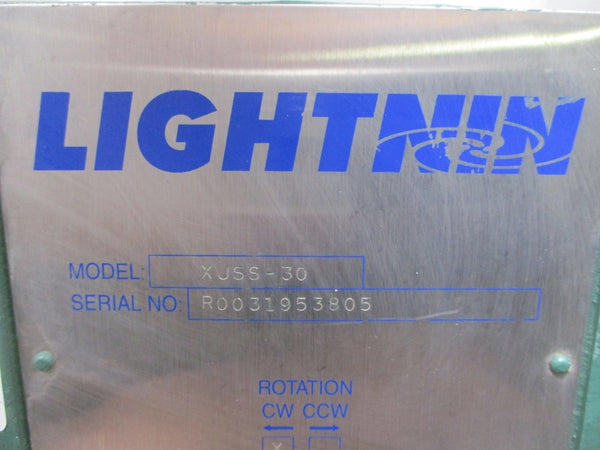 LIGHTNIN
MODEL: XJSS-30
SERIAL NO: R0031953805
ROTATION
CW CCW
X